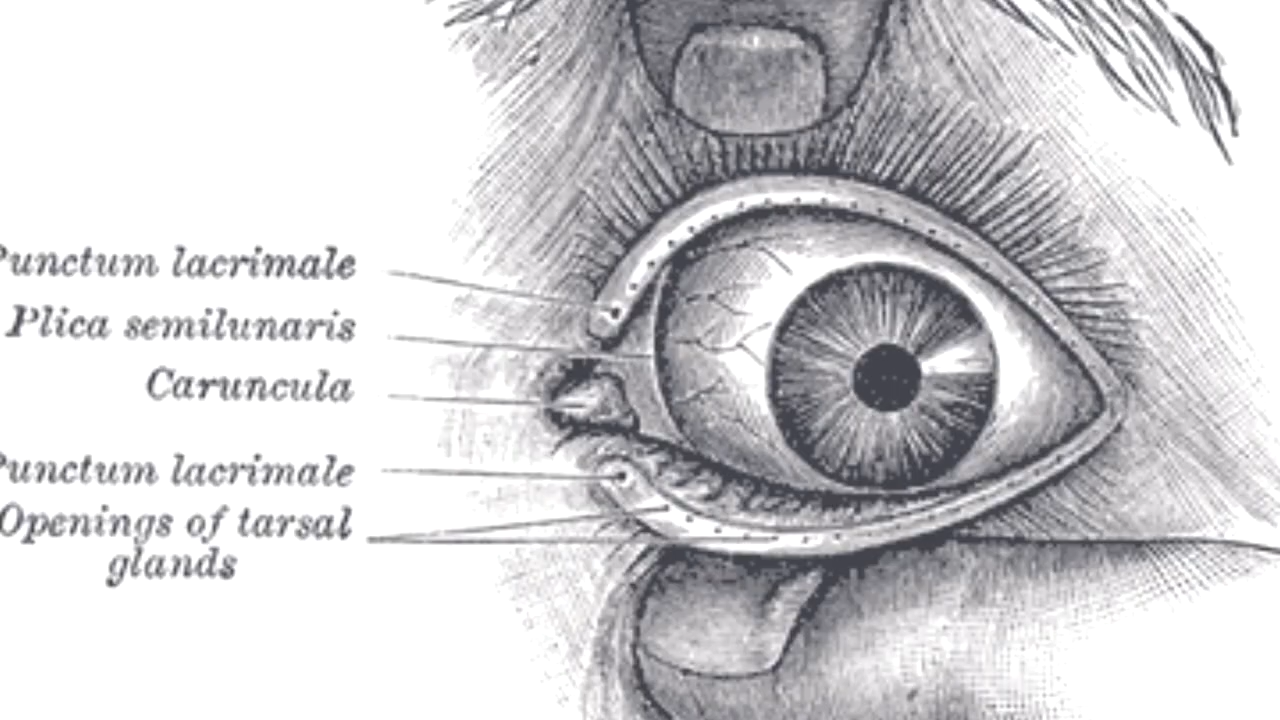 Punctum lacrimale
Plica semilunaris
Caruncula
Punctum lacrimale
Openings of tarsal
glands